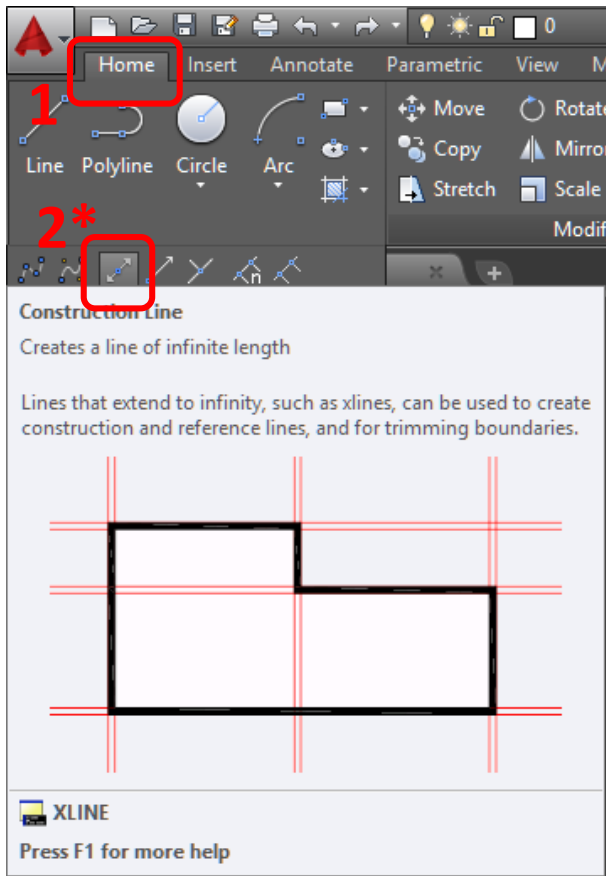 0
Home Insert Annotate Parametric View M
1
Line Polyline Circle Arc
Move Rotate
Copy Mirror
Stretch Scale
Modif
2*
n
Construction Line
Creates a line of infinite length
Lines that extend to infinity, such as xlines, can be used to create
construction and reference lines, and for trimming boundaries.
XLINE
Press F1 for more help